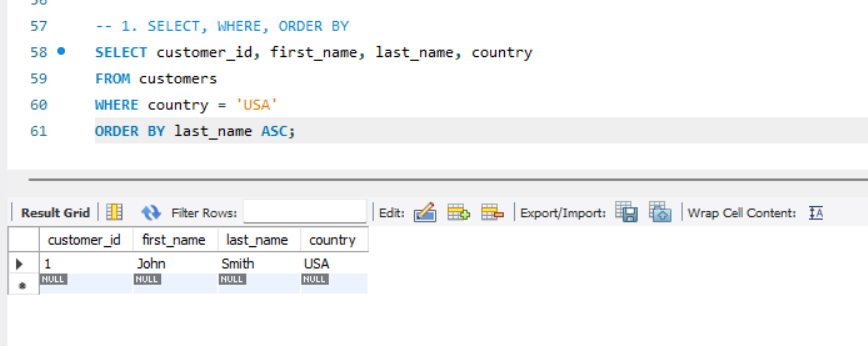 56
57 -- 1. SELECT, WHERE, ORDER BY
58 SELECT customer_id, first_name, last_name, country
59 FROM customers
60 WHERE country = 'USA'
61 ORDER BY last_name ASC;
Result Grid Filter Rows: Edit: Export/Import: Wrap Cell Content: IA
customer_id first_name last_name country
1 John Smith USA
NULL NULL NULL NULL